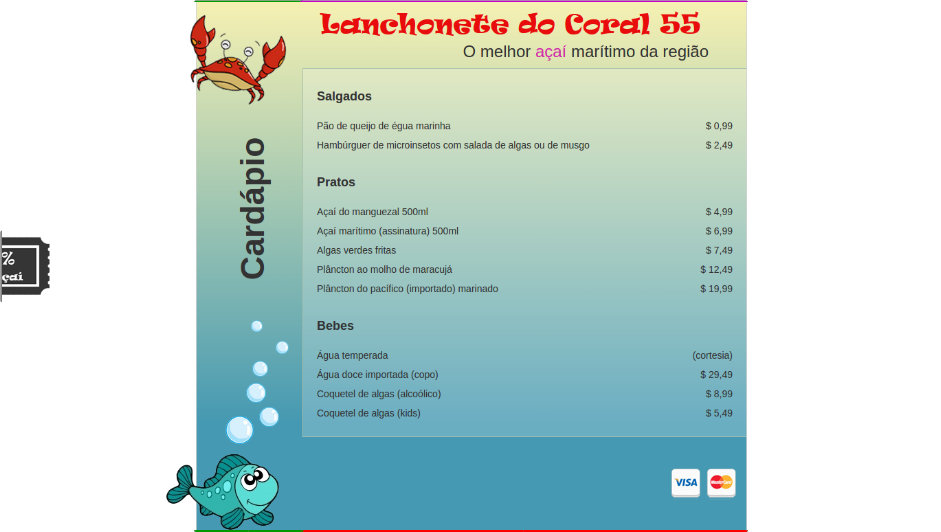 Lanchonete do Coral 55
O melhor açaí marítimo da região
Cardápio
Salgados
Pão de queijo de égua marinha $ 0,99
Hambúrguer de microinsetos com salada de algas ou de musgo $ 2,49
Pratos
Açaí do manguezal 500ml $ 4,99
Açaí marítimo (assinatura) 500ml $ 6,99
Algas verdes fritas $ 7,49
Plâncton ao molho de maracujá $ 12,49
Plâncton do pacífico (importado) marinado $ 19,99
Bebes
Água temperada (cortesia)
Água doce importada (copo) $ 29,49
Coquetel de algas (alcoólico) $ 8,99
Coquetel de algas (kids) $ 5,49
%
çaí
VISA
MasterCard